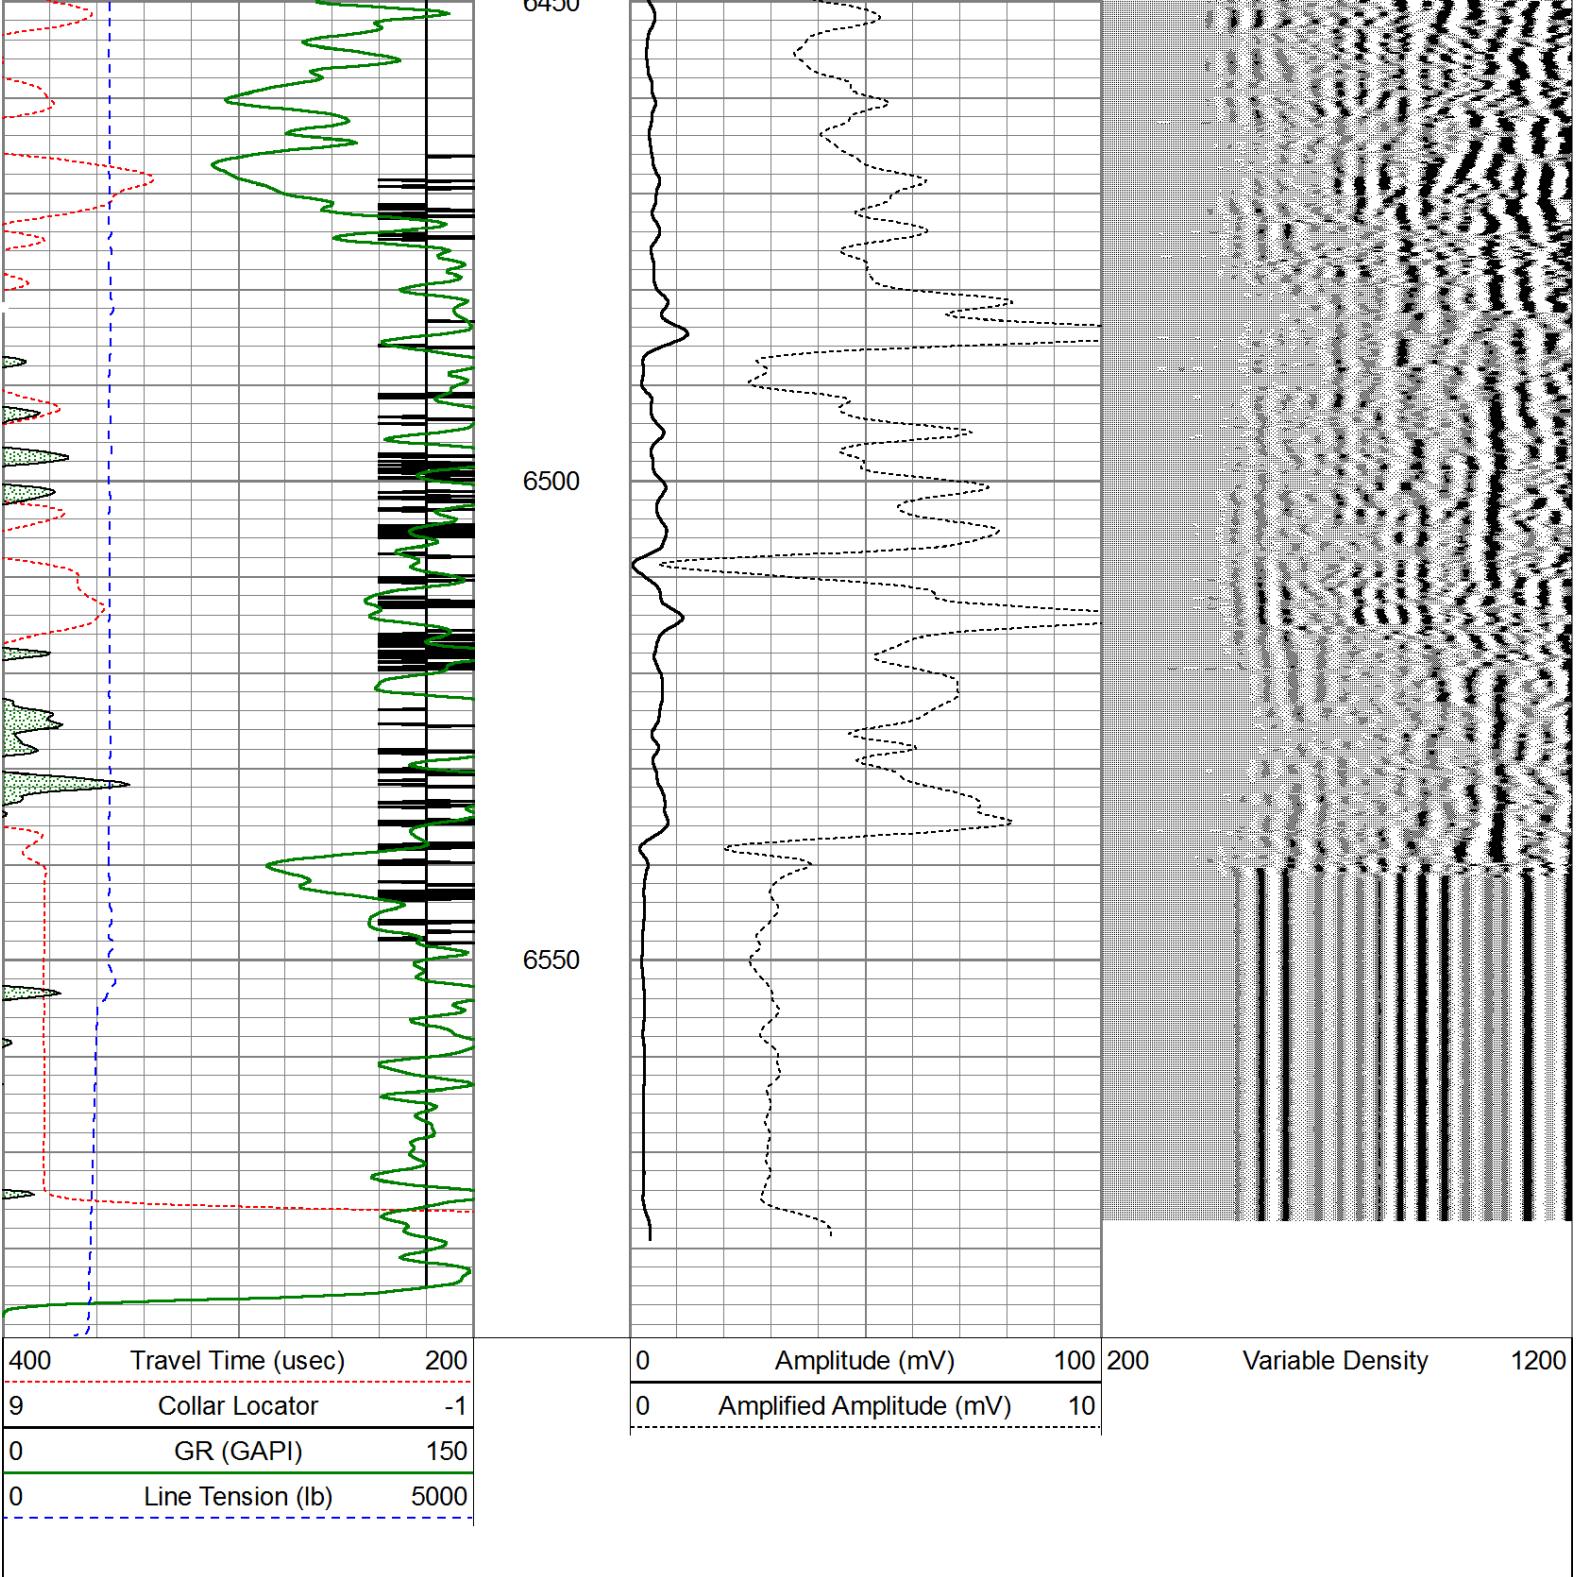 6450
6500
6550
400 Travel Time (usec) 200
9 Collar Locator -1
0 GR (GAPI) 150
0 Line Tension (lb) 5000
0 Amplitude (mV) 100
0 Amplified Amplitude (mV) 10
200 Variable Density 1200